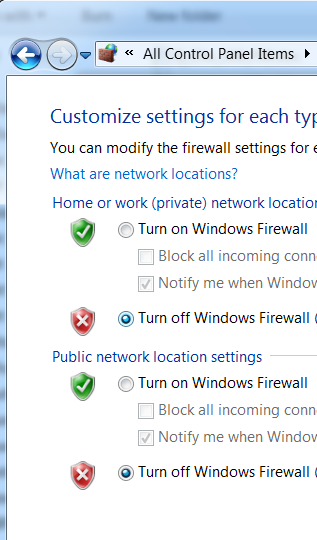 Burn New folder
« All Control Panel Items
Customize settings for each typ
You can modify the firewall settings for e
What are network locations?
Home or work (private) network location
Turn on Windows Firewall
Block all incoming conn
Notify me when Window
Turn off Windows Firewall (
Public network location settings
Turn on Windows Firewall
Block all incoming conn
Notify me when Window
Turn off Windows Firewall (